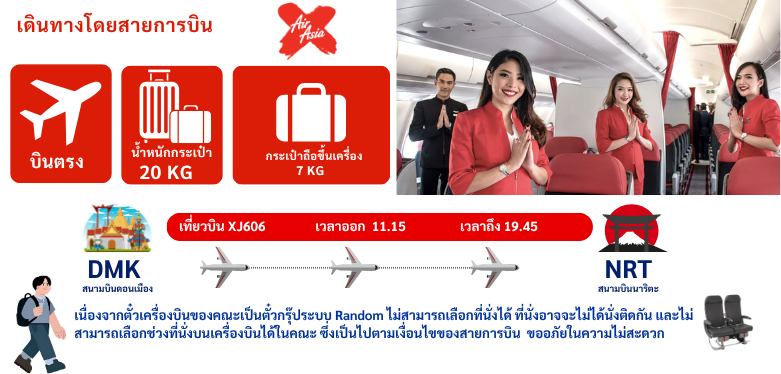 เดินทางโดยสายการบิน
Air
Asia
X
บินตรง
น้ำหนักกระเป๋า
20 KG
กระเป๋าถือขึ้นเครื่อง
7 KG
เที่ยวบิน XJ606 เวลาออก 11.15 เวลาถึง 19.45
DMK
สนามบินดอนเมือง
NRT
สนามบินนาริตะ
เนื่องจากตั๋วเครื่องบินของคณะเป็นตั๋วกรุ๊ประบบ Random ไม่สามารถเลือกที่นั่งได้ ที่นั่งอาจจะไม่ได้นั่งติดกัน และไม่
สามารถเลือกช่วงที่นั่งบนเครื่องบินได้ในคณะ ซึ่งเป็นไปตามเงื่อนไขของสายการบิน ขออภัยในความไม่สะดวก